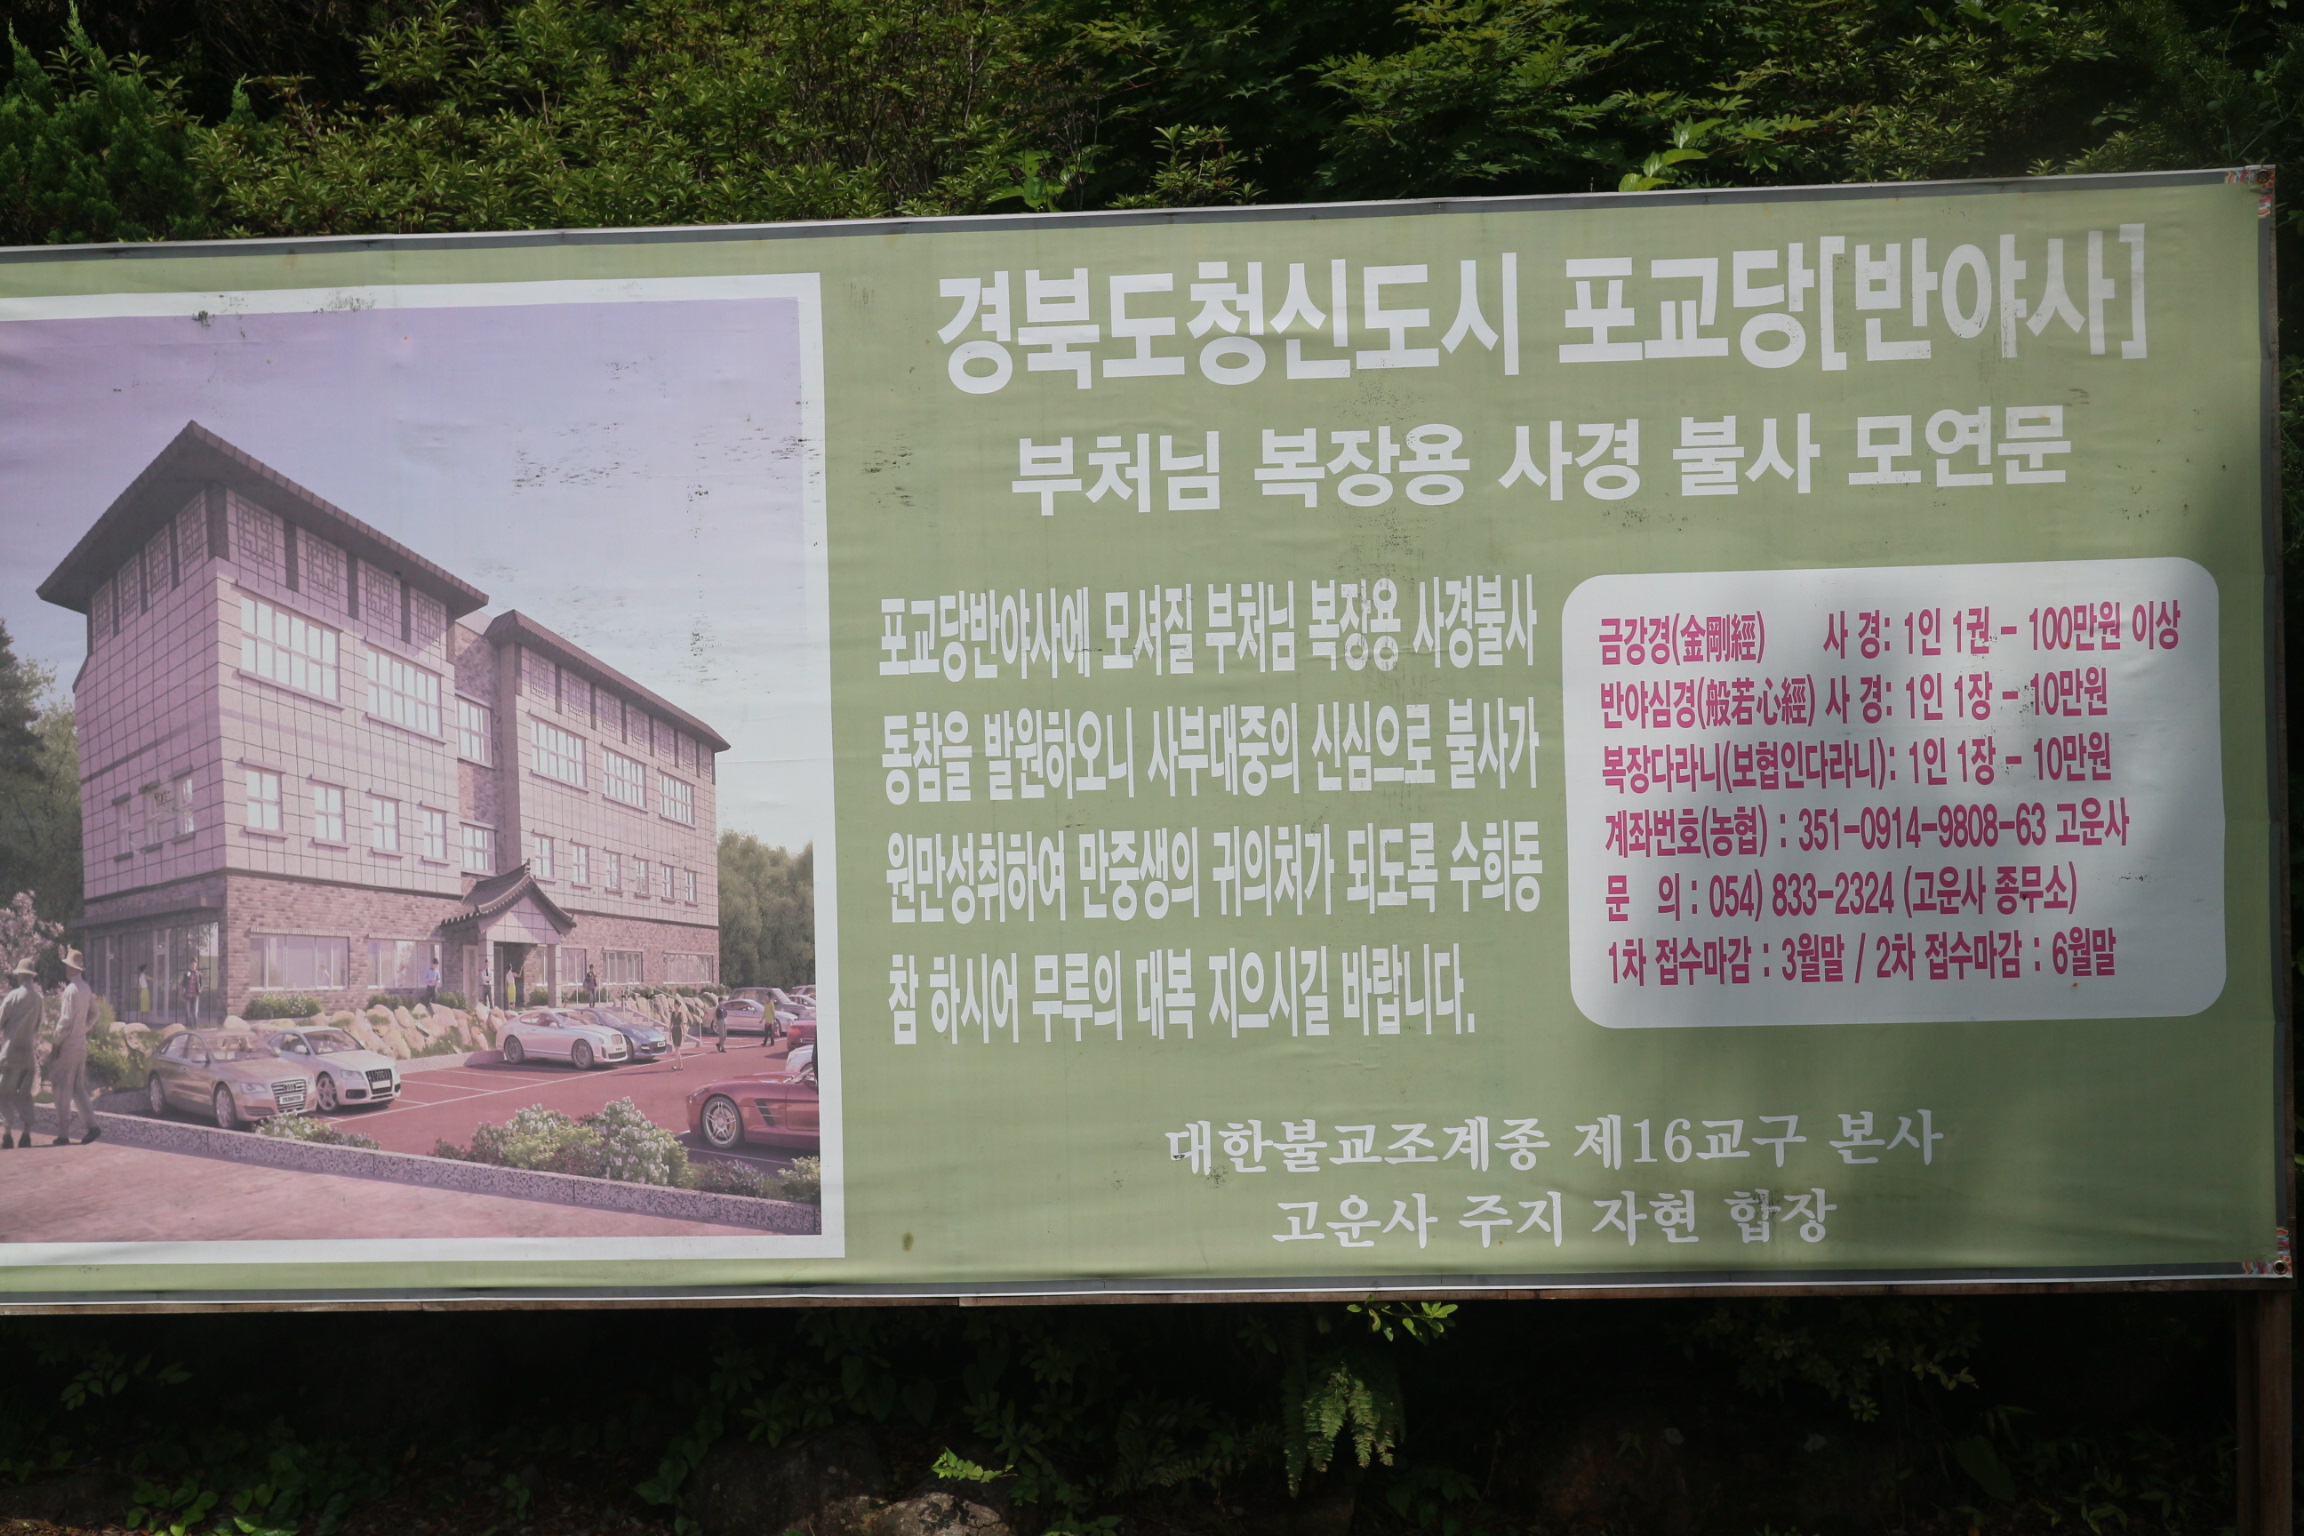 경북도청신도시 포교당[반야사]
부처님 복장용 사경 불사 모연문
포교당반야사에 모셔질 부처님 복장용 사경불사
동참을 발원하오니 사부대중의 신심으로 불사가
원만성취하여 만중생의 귀의처가 되도록 수희동
참 하시어 무루의 대복 지으시길 바랍니다.
금강경(金剛經) 사 경: 1인 1권 - 100만원 이상
반야심경(般若心經) 사 경: 1인 1장 - 10만원
복장다라니(보협인다라니): 1인 1장 - 10만원
계좌번호(농협) : 351-0914-9808-63 고운사
문 의 : 054) 833-2324 (고운사 종무소)
1차 접수마감 : 3월말 / 2차 접수마감 : 6월말
대한불교조계종 제16교구 본사
고운사 주지 자현 합장